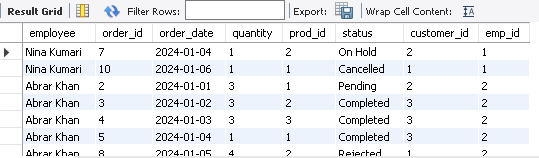 Result Grid Filter Rows: Export: Wrap Cell Content:
employee order_id order_date quantity prod_id status customer_id emp_id
Nina Kumari 7 2024-01-04 1 2 On Hold 2 1
Nina Kumari 10 2024-01-06 1 1 Cancelled 1 1
Abrar Khan 2 2024-01-01 3 1 Pending 2 2
Abrar Khan 3 2024-01-02 3 2 Completed 3 2
Abrar Khan 4 2024-01-03 3 3 Completed 3 2
Abrar Khan 5 2024-01-04 1 1 Completed 3 2
Abrar Khan 8 2024-01-05 4 2 Rejected 1 2